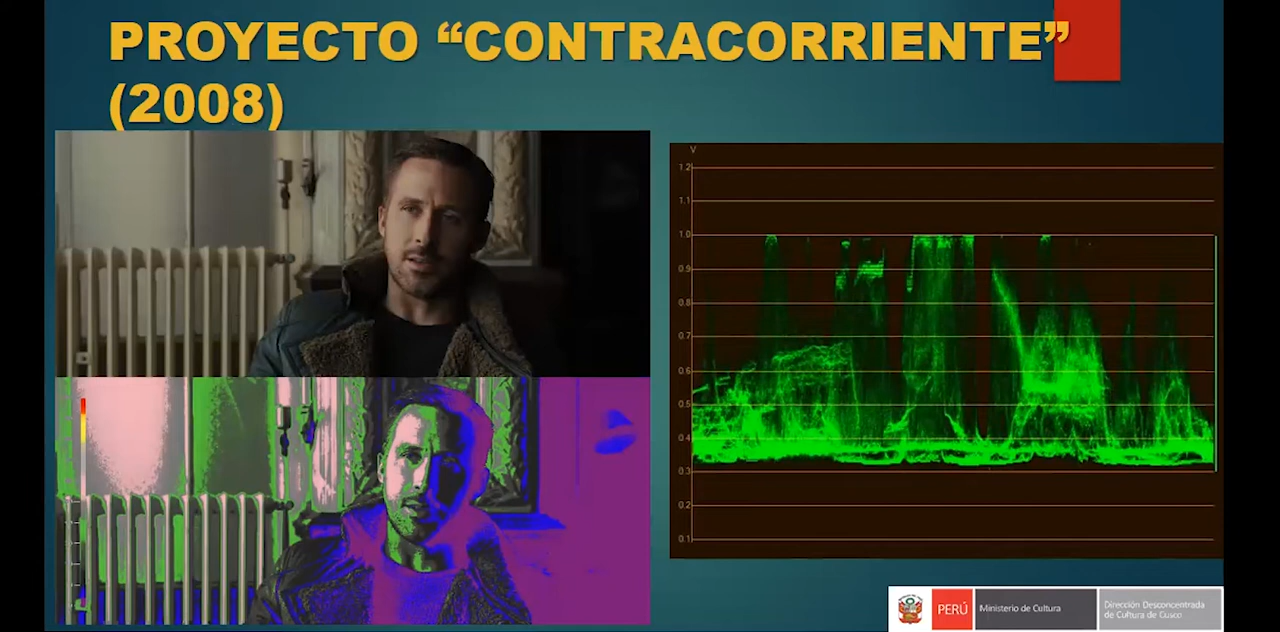 PROYECTO “CONTRACORRIENTE”
(2008)
V
1.2
1.1
1.0
0.9
0.8
0.7
0.6
0.5
0.4
0.3
0.2
0.1
PERÚ
Ministerio de Cultura
Dirección Desconcentrada
de Cultura de Cusco